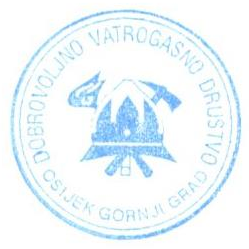 DOBROVOLJNO VATROGASNO DRUŠTVO
OSIJEK GORNJI GRAD